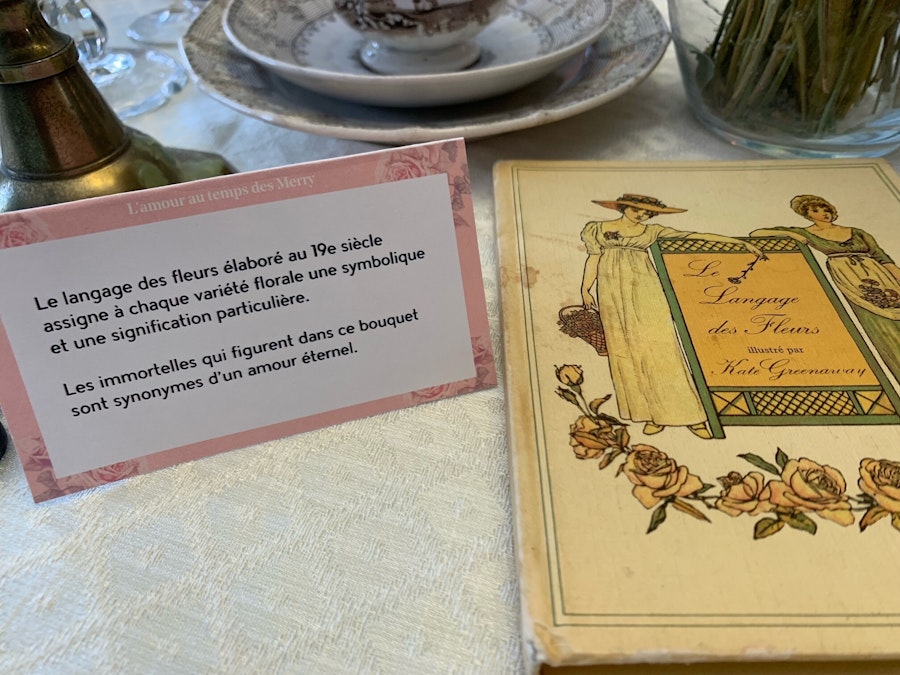 L'amour au temps des Merry
Le langage des fleurs élaboré au 19e siècle
assigne à chaque variété florale une symbolique
et une signification particulière.
Les immortelles qui figurent dans ce bouquet
sont synonymes d'un amour éternel.
Le
Langage
des Fleurs
illustré par
Kate Greenaway